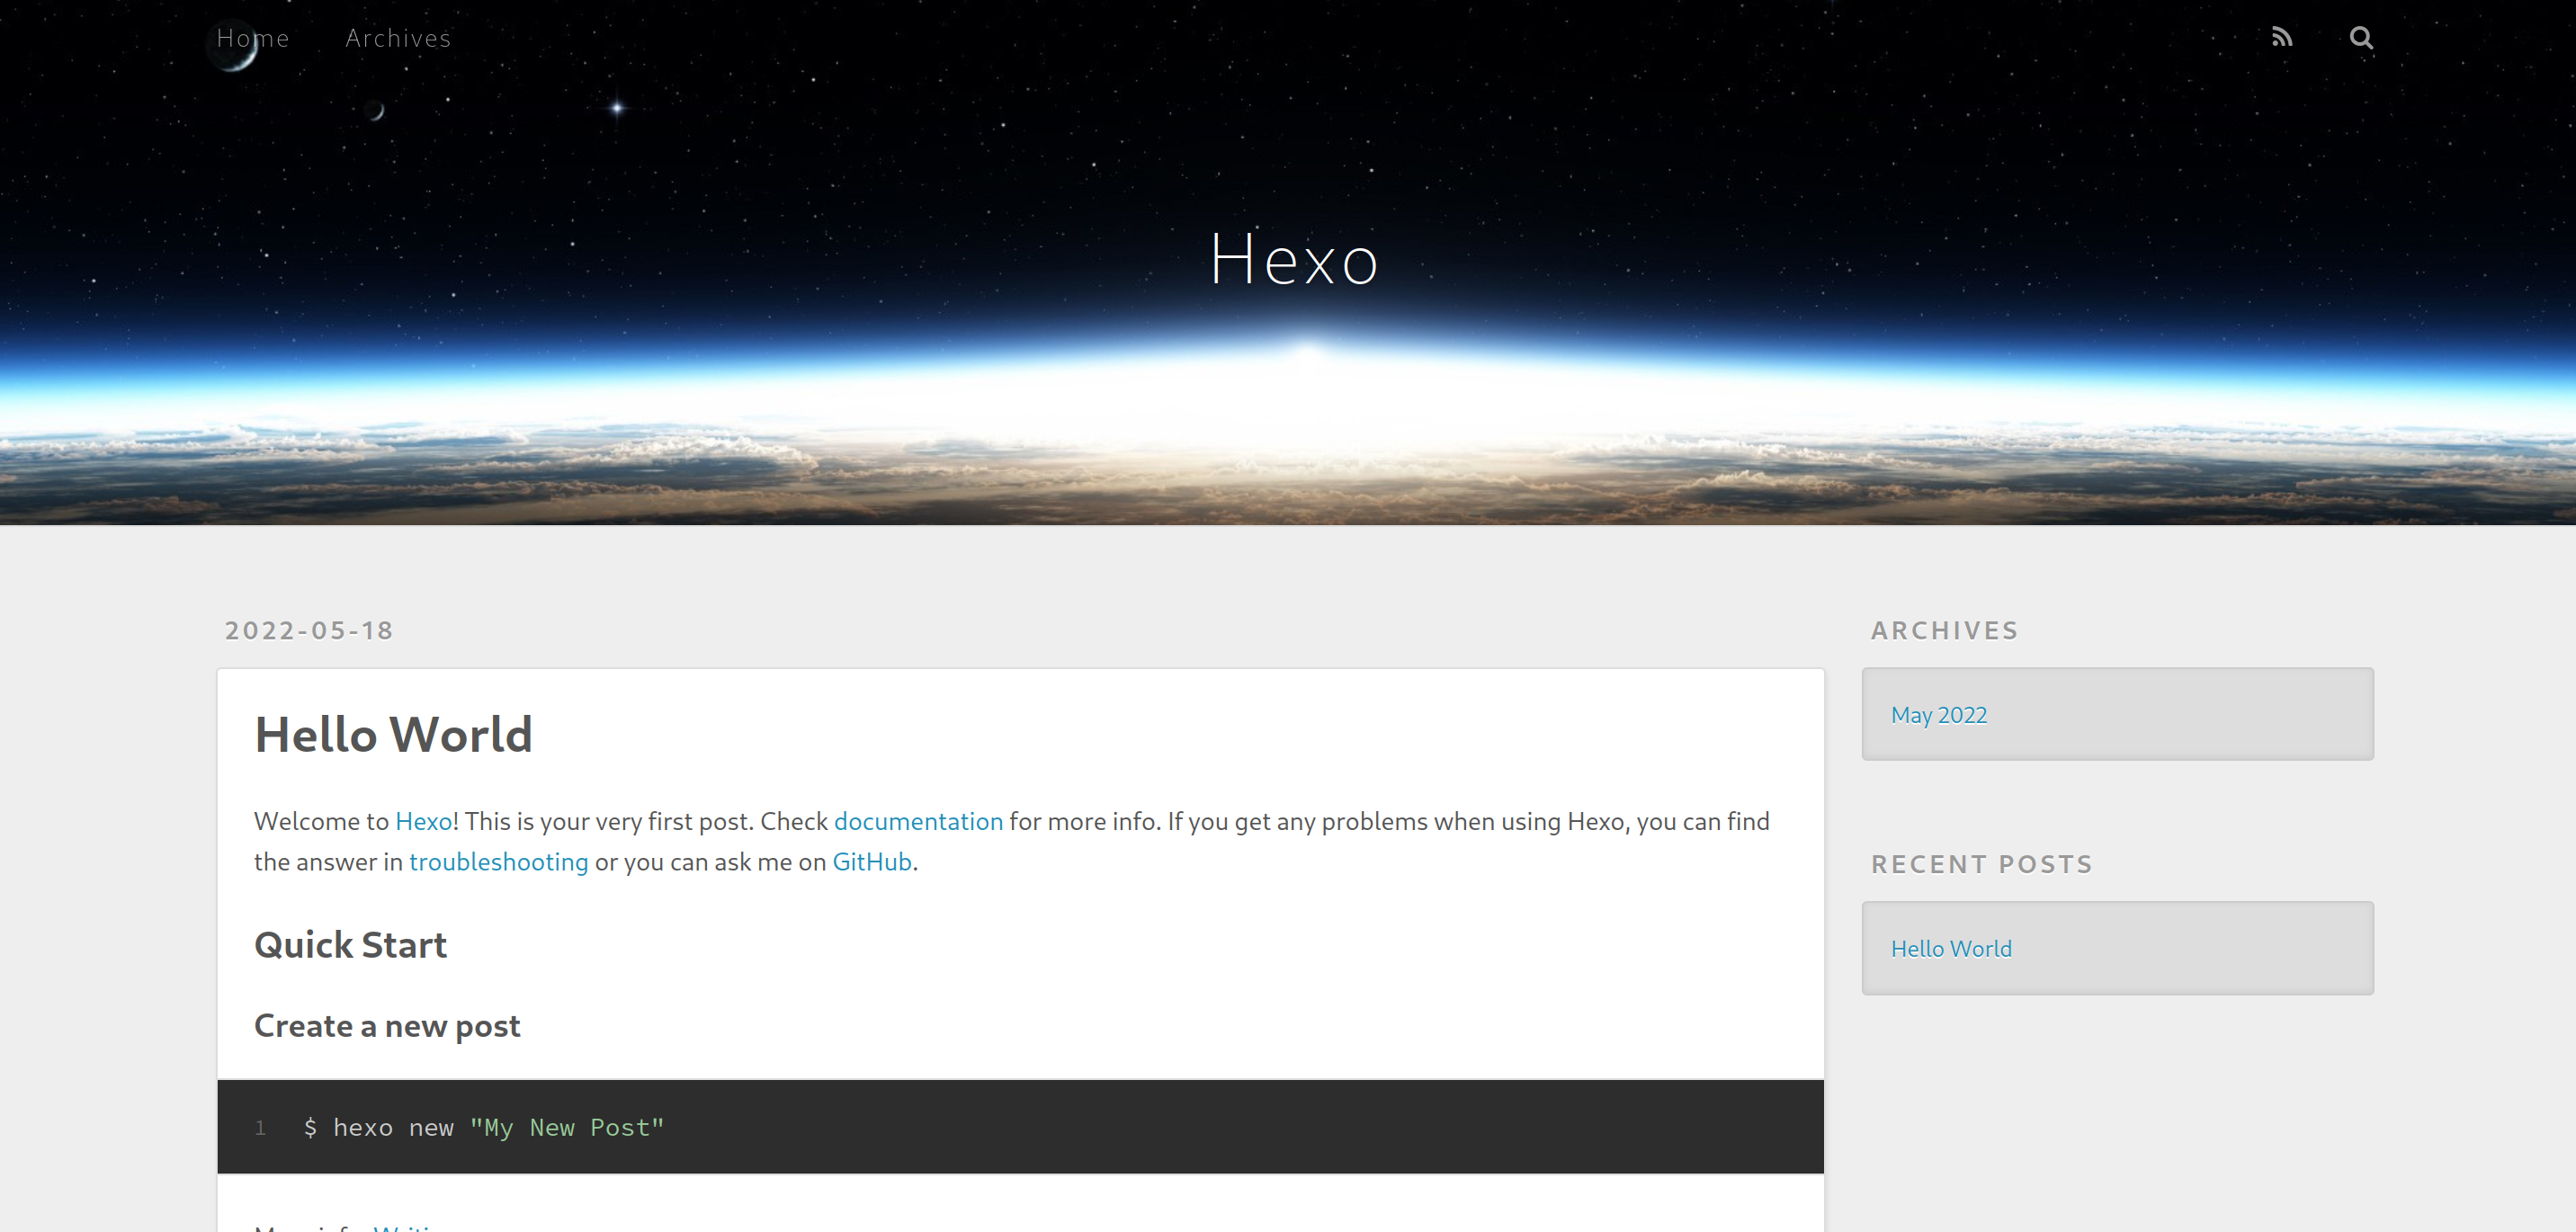 Home Archives
Hexo
2022-05-18
Hello World
Welcome to Hexo! This is your very first post. Check documentation for more info. If you get any problems when using Hexo, you can find
the answer in troubleshooting or you can ask me on GitHub.
Quick Start
Create a new post
1 $ hexo new "My New Post"
ARCHIVES
May 2022
RECENT POSTS
Hello World